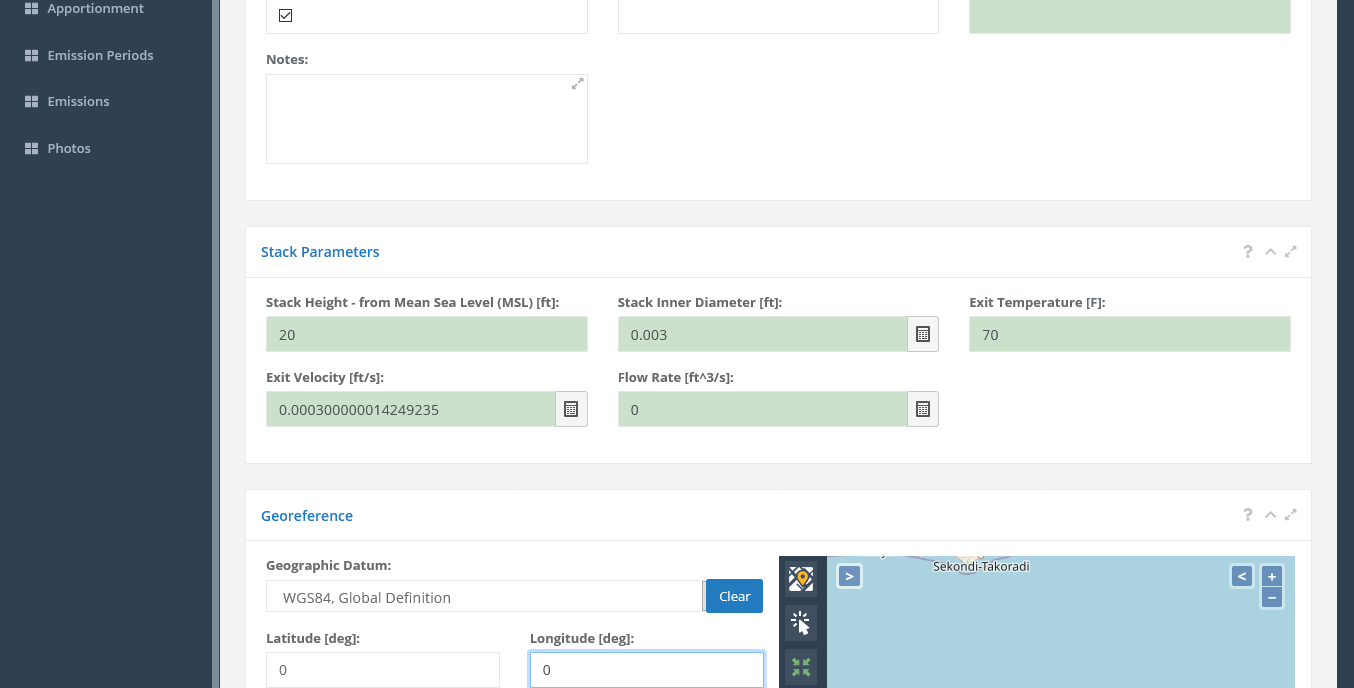 Apportionment
Emission Periods
Emissions
Photos
Notes:
Stack Parameters
?
Stack Height - from Mean Sea Level (MSL) [ft]:
Stack Inner Diameter [ft]:
Exit Temperature [F]:
20
0.003
70
Exit Velocity [ft/s]:
Flow Rate [ft^3/s]:
0.000300000014249235
0
Georeference
?
Geographic Datum:
WGS84, Global Definition
Clear
Latitude [deg]:
Longitude [deg]:
0
0
Sekondi-Takoradi
>
<
+
−